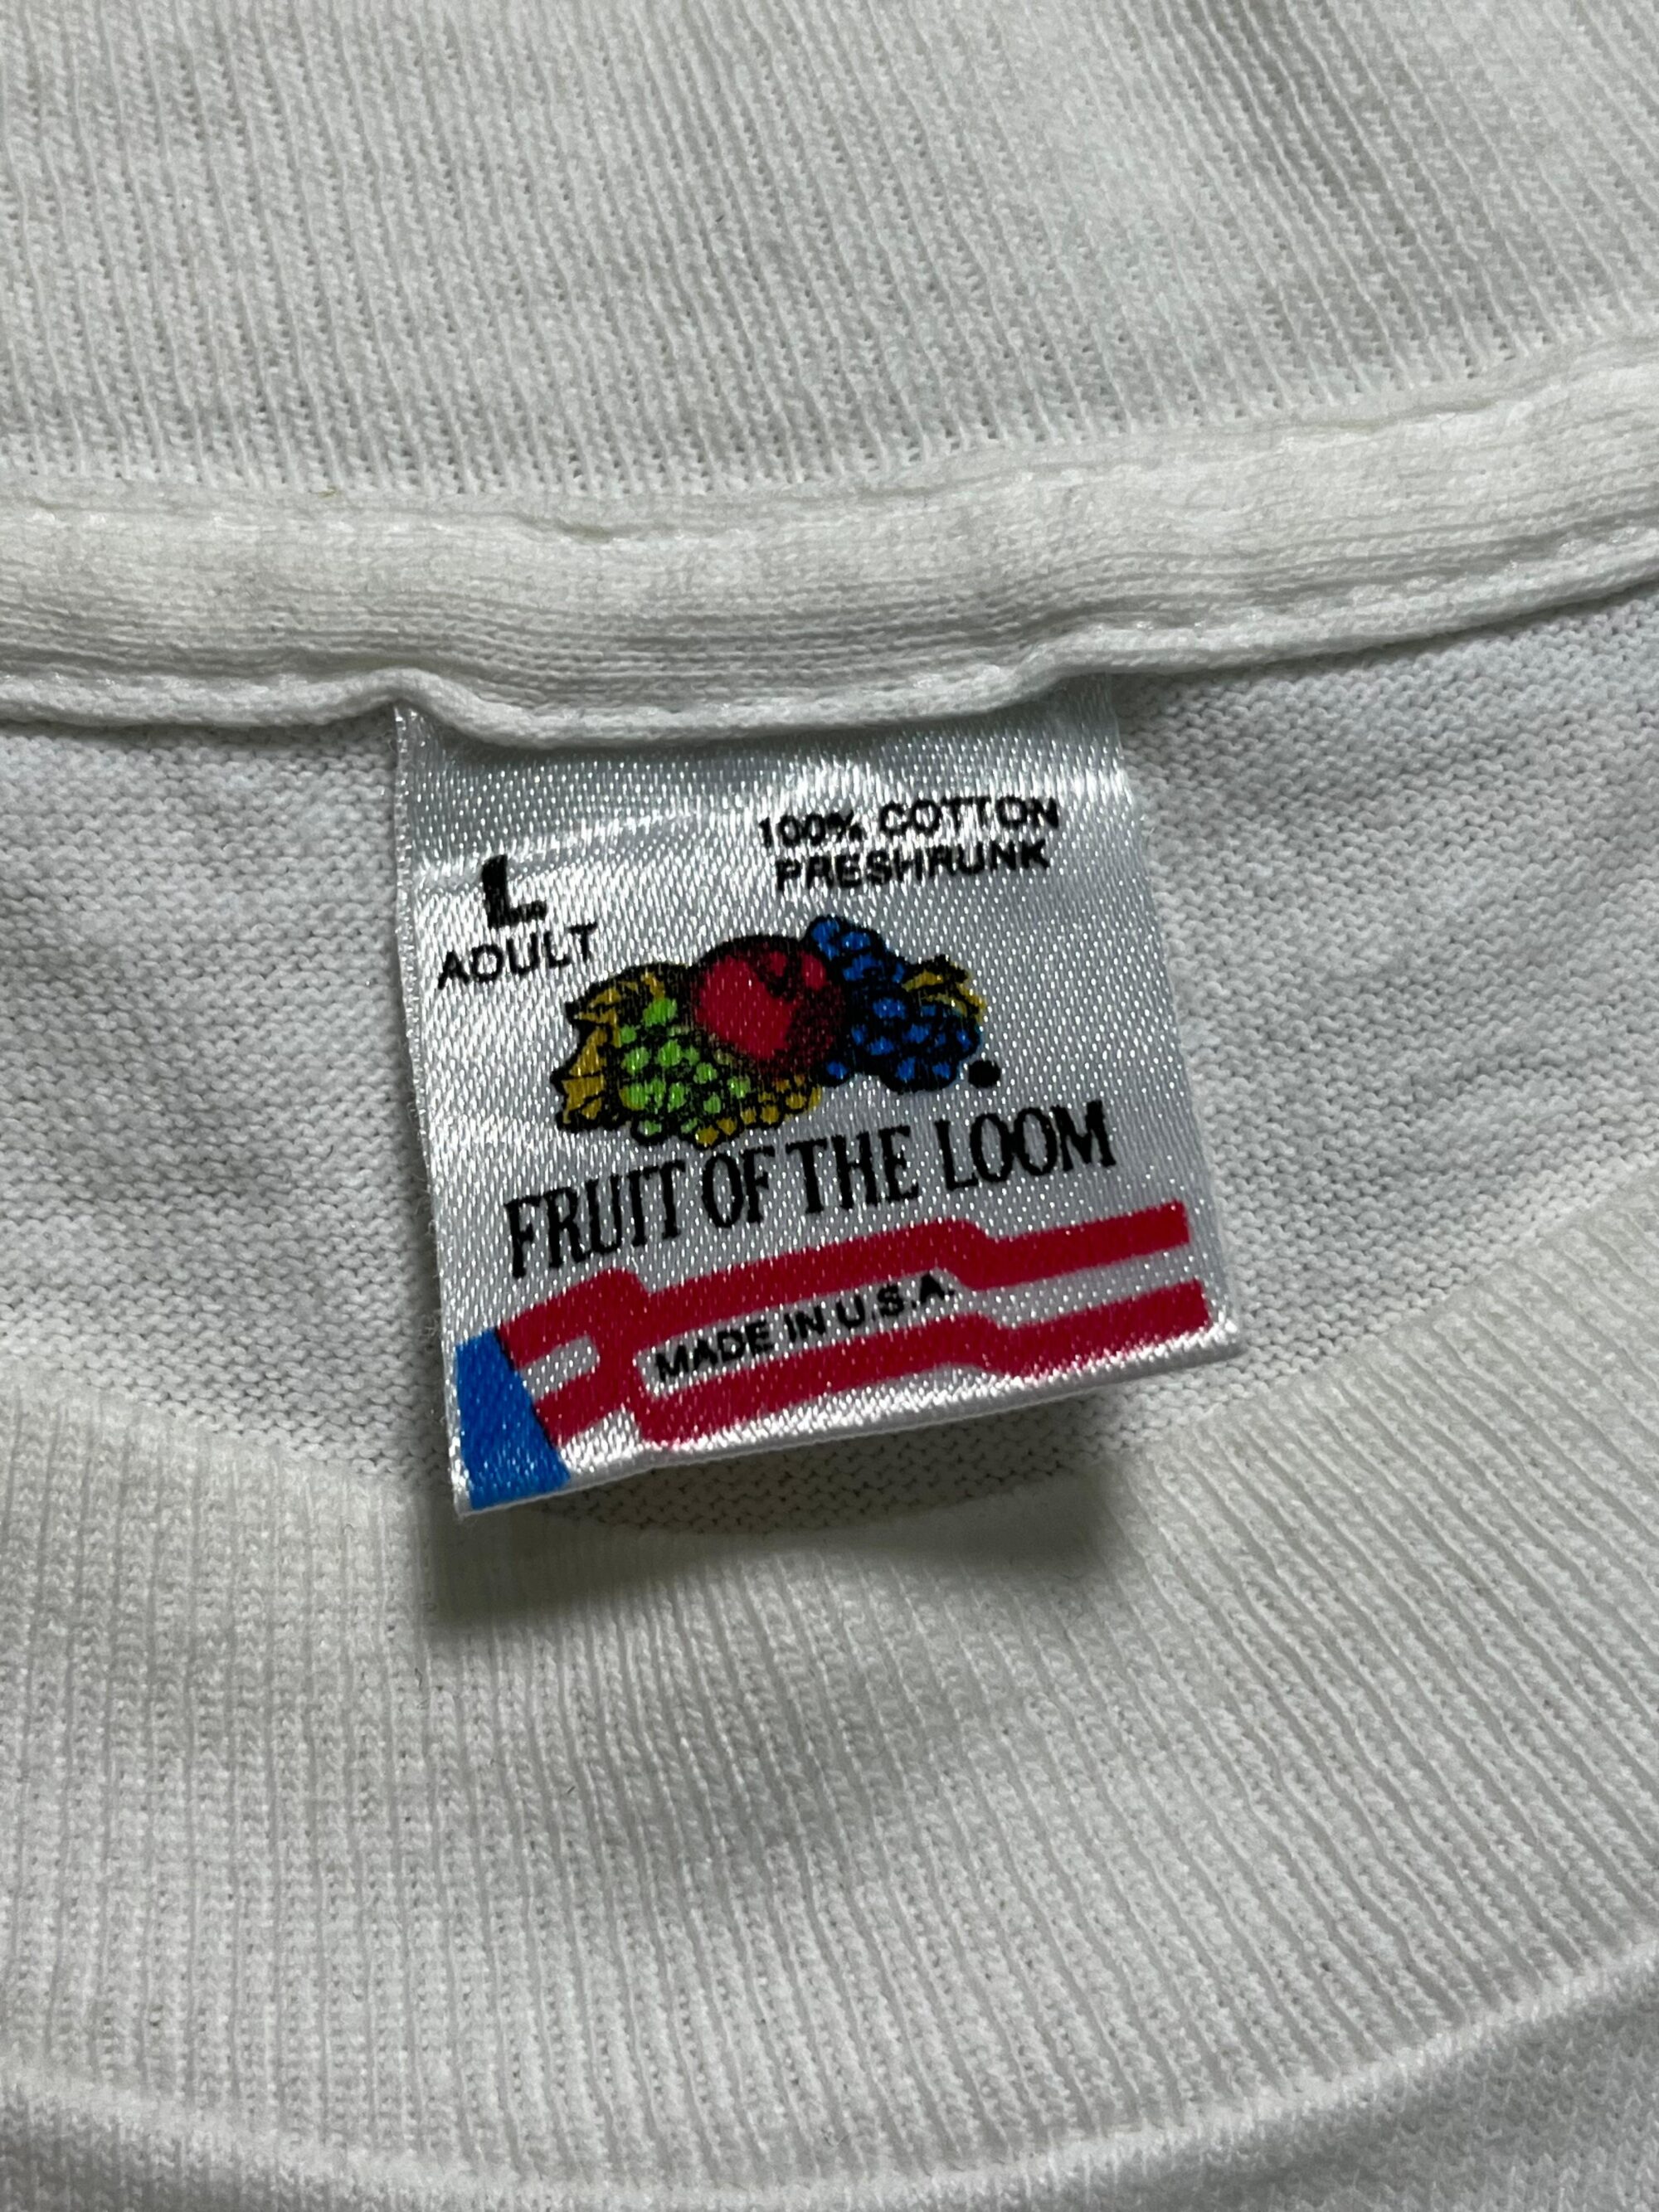 L
ADULT
100% COTTON
PRESHRUNK
FRUIT OF THE LOOM
MADE IN U.S.A.